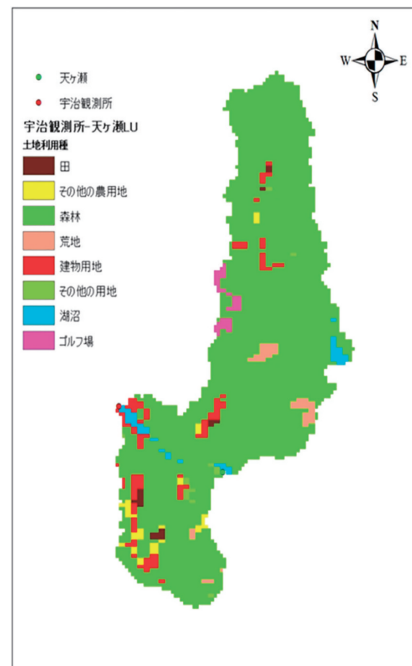 N
W E
S
天ヶ瀬
宇治観測所
宇治観測所-天ヶ瀬LU
土地利用種
田
その他の農用地
森林
荒地
建物用地
その他の用地
湖沼
ゴルフ場